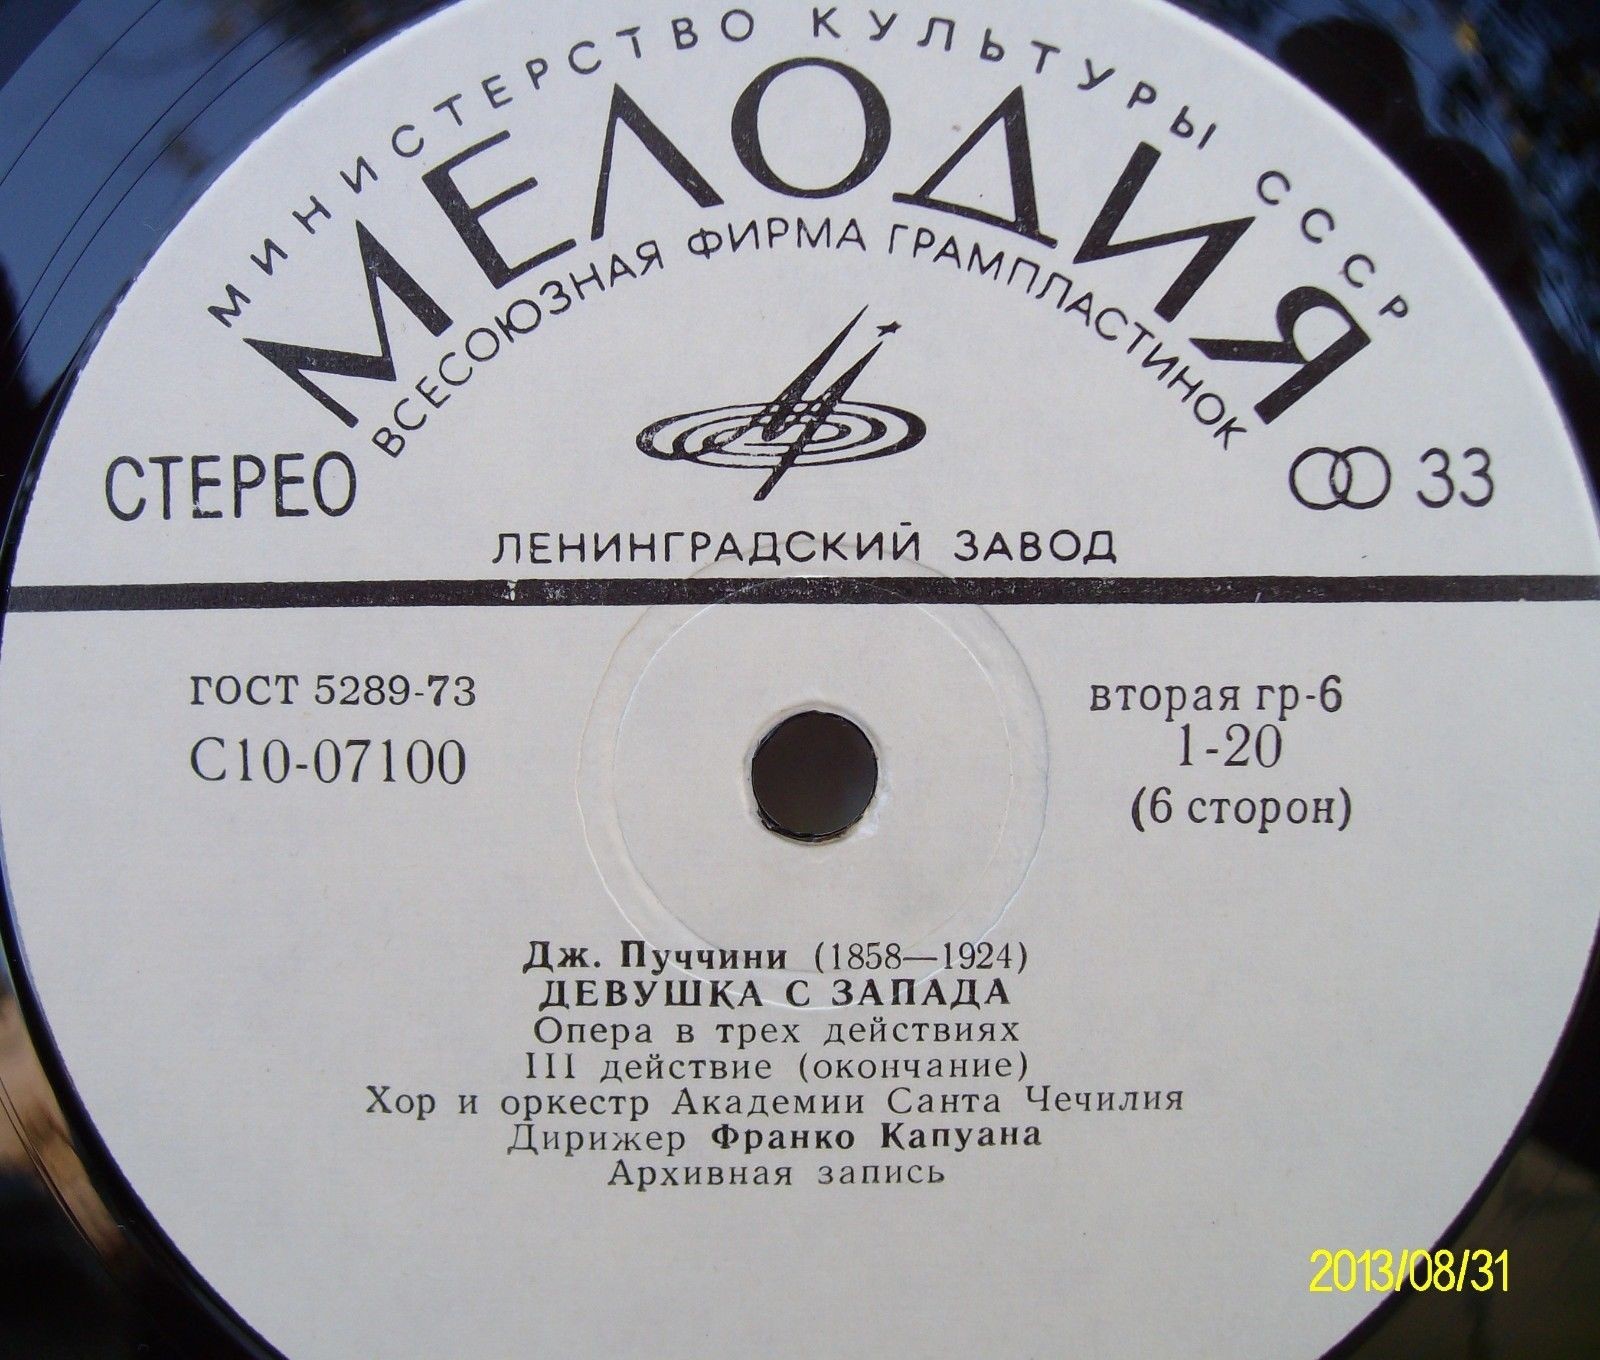 МИНИСТЕРСТВО КУЛЬТУРЫ СССР
МЕЛОДИЯ
ВСЕСОЮЗНАЯ ФИРМА ГРАМПЛАСТИНОК
СТЕРЕО
33
ЛЕНИНГРАДСКИЙ ЗАВОД
ГОСТ 5289-73
С10-07100
вторая гр-6
1-20
(6 сторон)
Дж. Пуччини (1858—1924)
ДЕВУШКА С ЗАПАДА
Опера в трех действиях
III действие (окончание)
Хор и оркестр Академии Санта Чечилия
Дирижер Франко Капуана
Архивная запись
2013/08/31